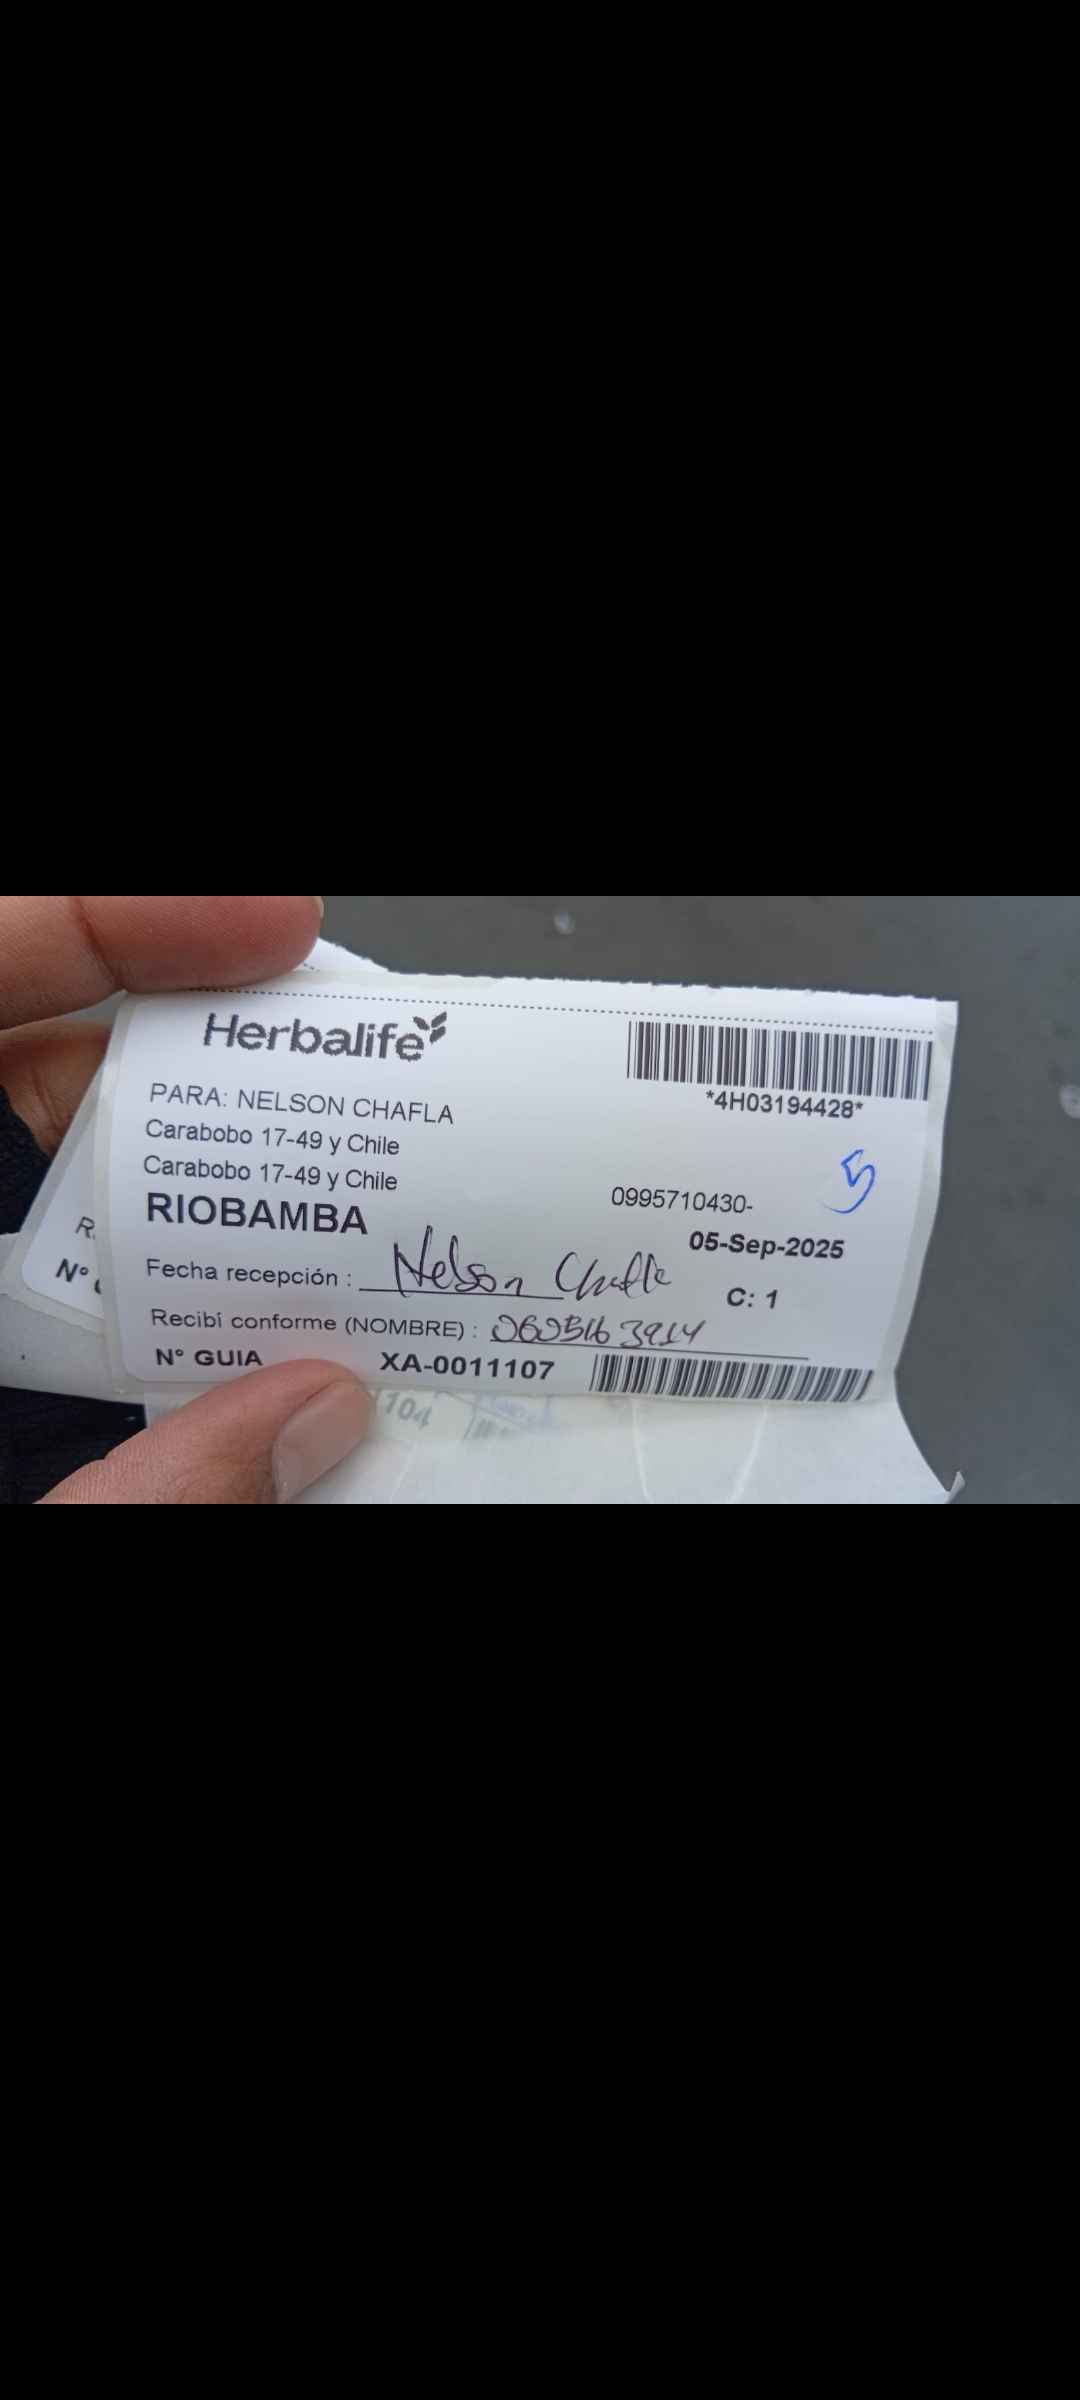 Herbalife
*4H03194428*
PARA: NELSON CHAFLA
Carabobo 17-49 y Chile
Carabobo 17-49 y Chile
0995710430-
5
RIOBAMBA
05-Sep-2025
Fecha recepción : Nelson Chafla
C: 1
Recibí conforme (NOMBRE) : 0605163914
N° GUIA XA-0011107
R
N°
104